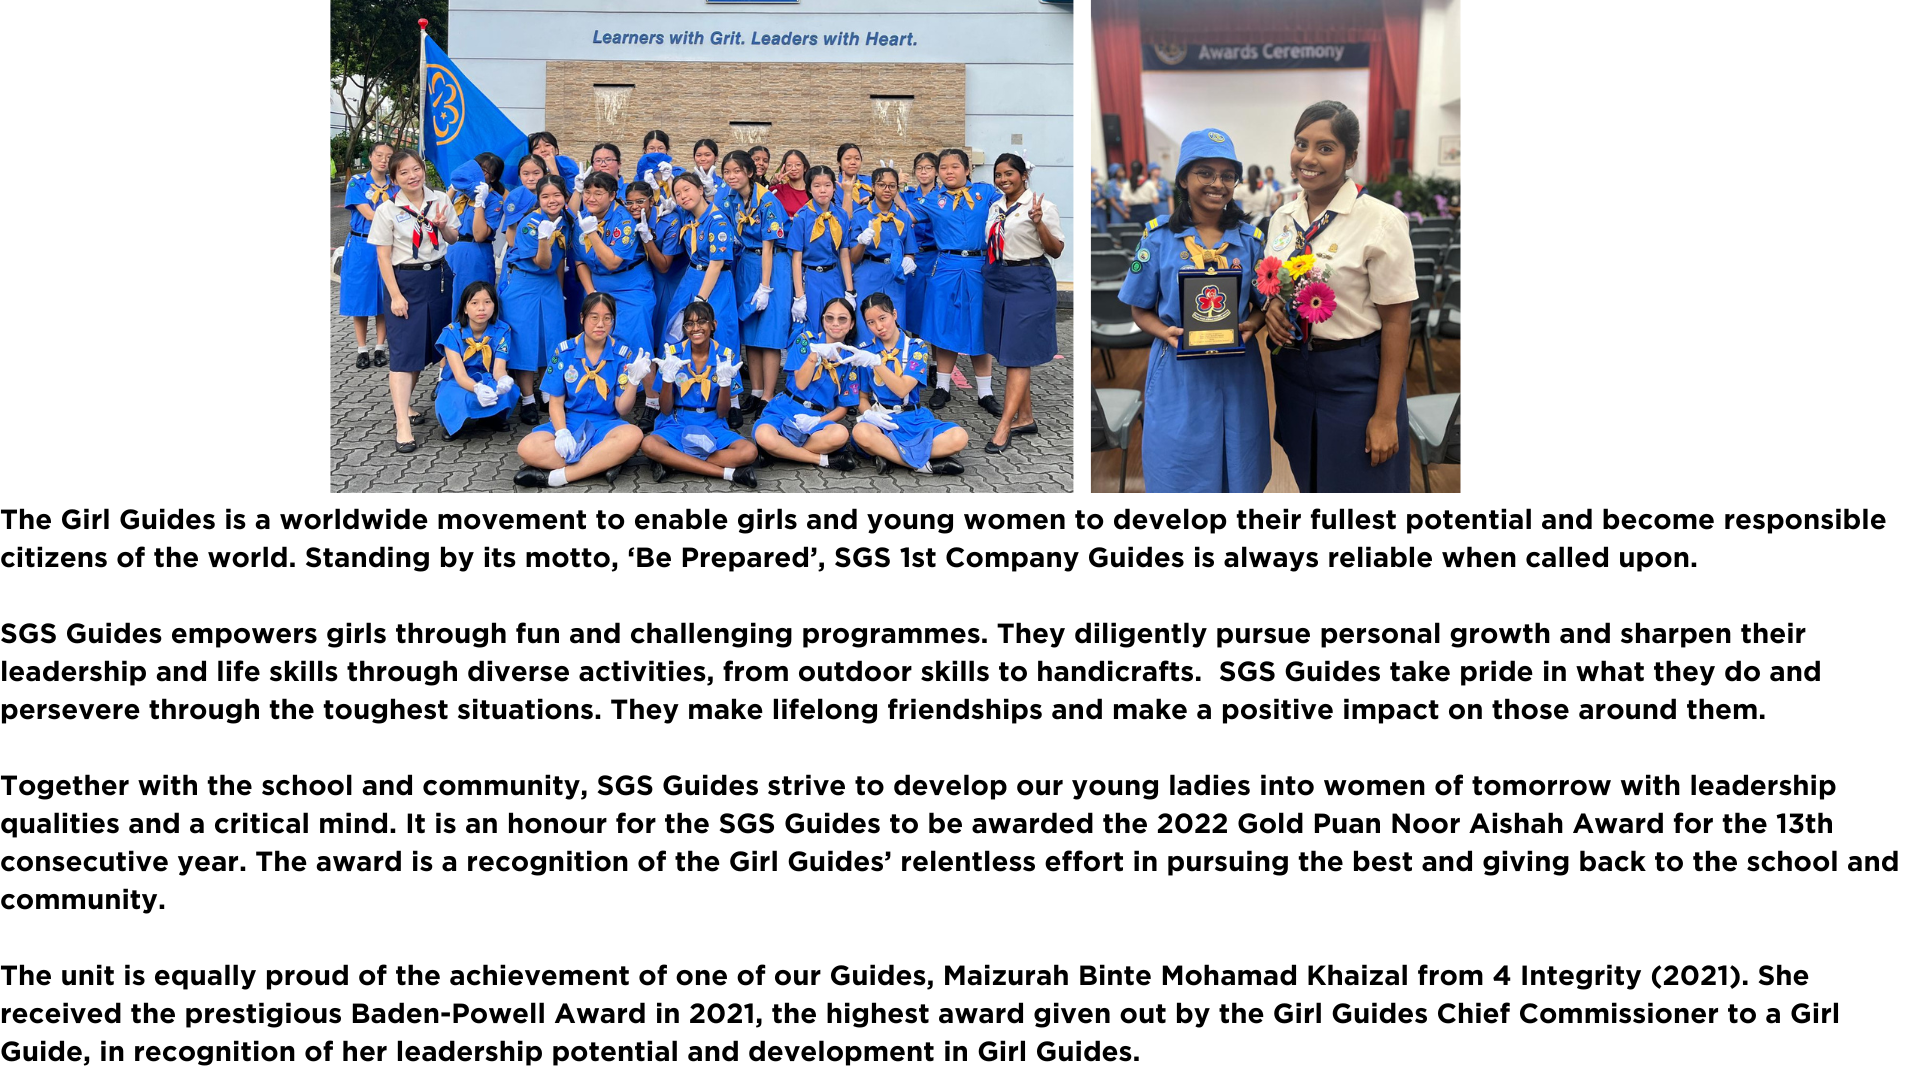 Learners with Grit. Leaders with Heart.
Awards Ceremony
The Girl Guides is a worldwide movement to enable girls and young women to develop their fullest potential and become responsible
citizens of the world. Standing by its motto, ‘Be Prepared’, SGS 1st Company Guides is always reliable when called upon.
SGS Guides empowers girls through fun and challenging programmes. They diligently pursue personal growth and sharpen their
leadership and life skills through diverse activities, from outdoor skills to handicrafts.  SGS Guides take pride in what they do and
persevere through the toughest situations. They make lifelong friendships and make a positive impact on those around them.
Together with the school and community, SGS Guides strive to develop our young ladies into women of tomorrow with leadership
qualities and a critical mind. It is an honour for the SGS Guides to be awarded the 2022 Gold Puan Noor Aishah Award for the 13th
consecutive year. The award is a recognition of the Girl Guides’ relentless effort in pursuing the best and giving back to the school and
community.
The unit is equally proud of the achievement of one of our Guides, Maizurah Binte Mohamad Khaizal from 4 Integrity (2021). She
received the prestigious Baden-Powell Award in 2021, the highest award given out by the Girl Guides Chief Commissioner to a Girl
Guide, in recognition of her leadership potential and development in Girl Guides.